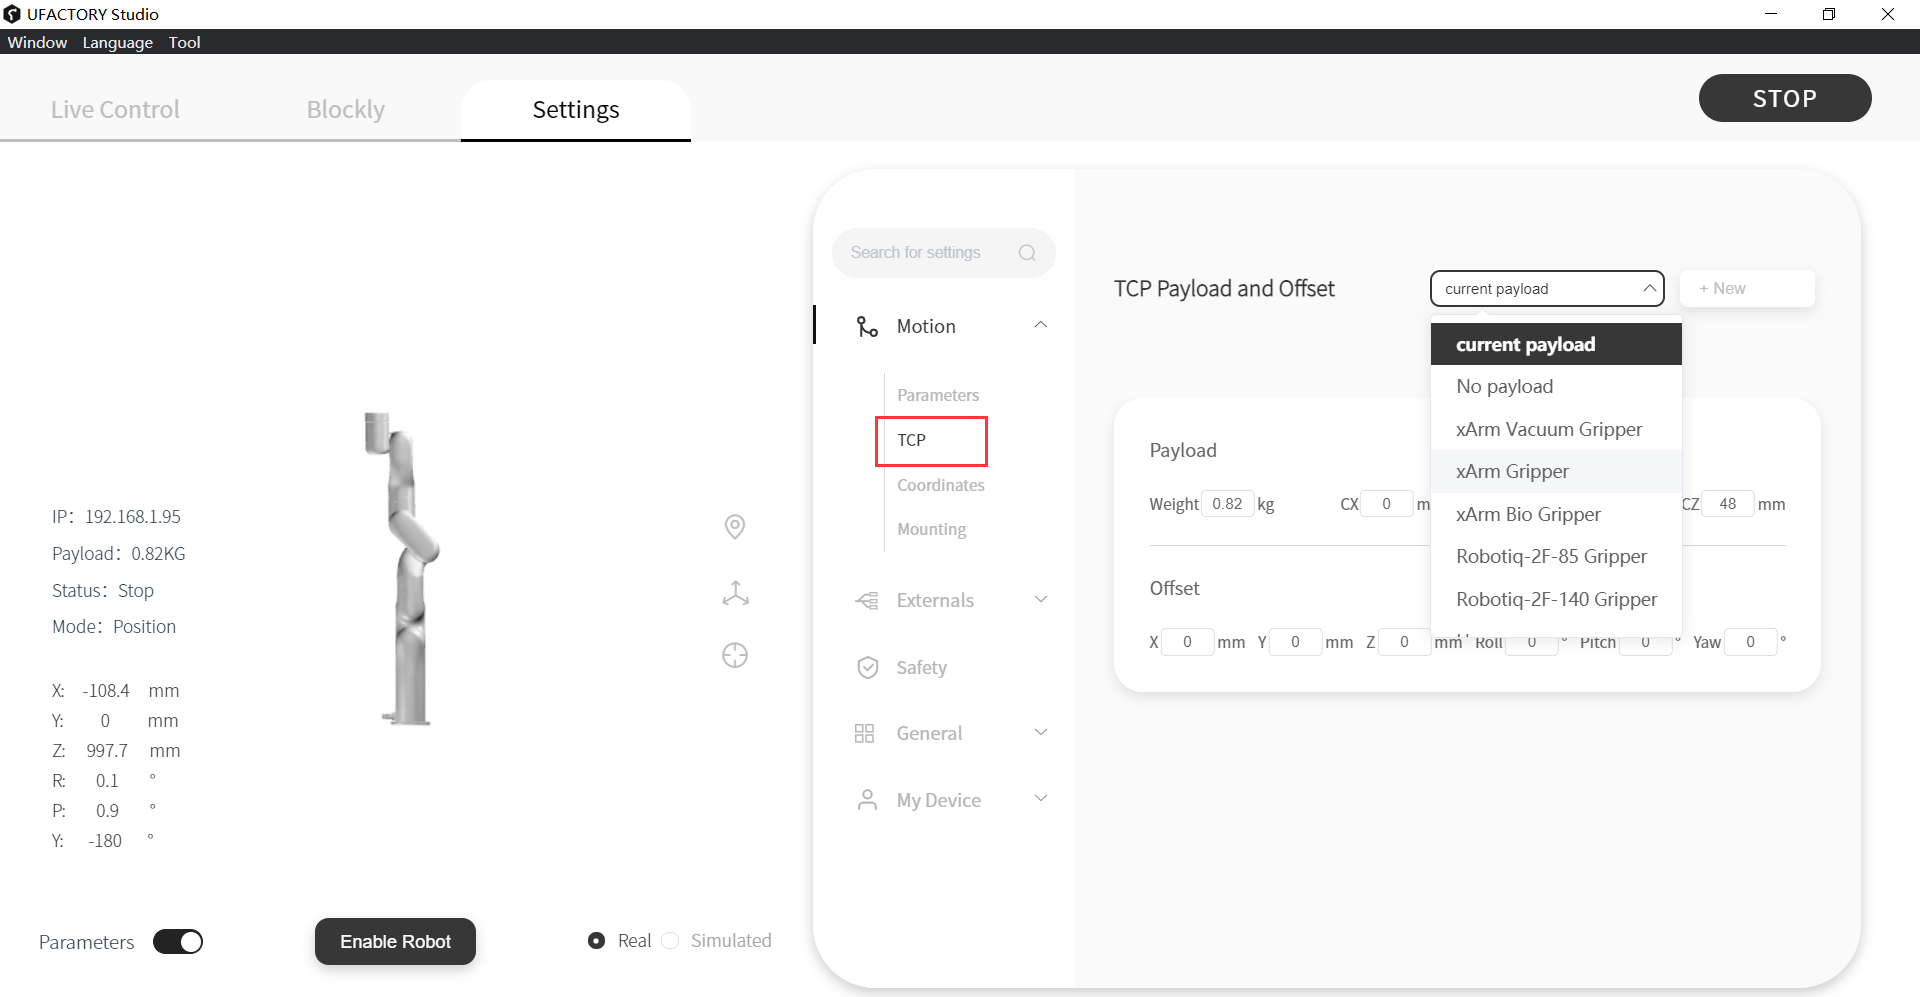 UFACTORY Studio
Window Language Tool
Live Control Blockly Settings STOP
Search for settings
Motion
Parameters
TCP
Coordinates
Mounting
Externals
Safety
General
My Device
TCP Payload and Offset current payload + New
current payload
No payload
xArm Vacuum Gripper
xArm Gripper
xArm Bio Gripper
Robotiq-2F-85 Gripper
Robotiq-2F-140 Gripper
Payload
Weight 0.82 kg CX 0 m CZ 48 mm
Offset
X 0 mm Y 0 mm Z 0 mm Roll 0 ° Pitch 0 ° Yaw 0 °
IP: 192.168.1.95
Payload: 0.82KG
Status: Stop
Mode: Position
X: -108.4 mm
Y: 0 mm
Z: 997.7 mm
R: 0.1 °
P: 0.9 °
Y: -180 °
Parameters Enable Robot Real Simulated